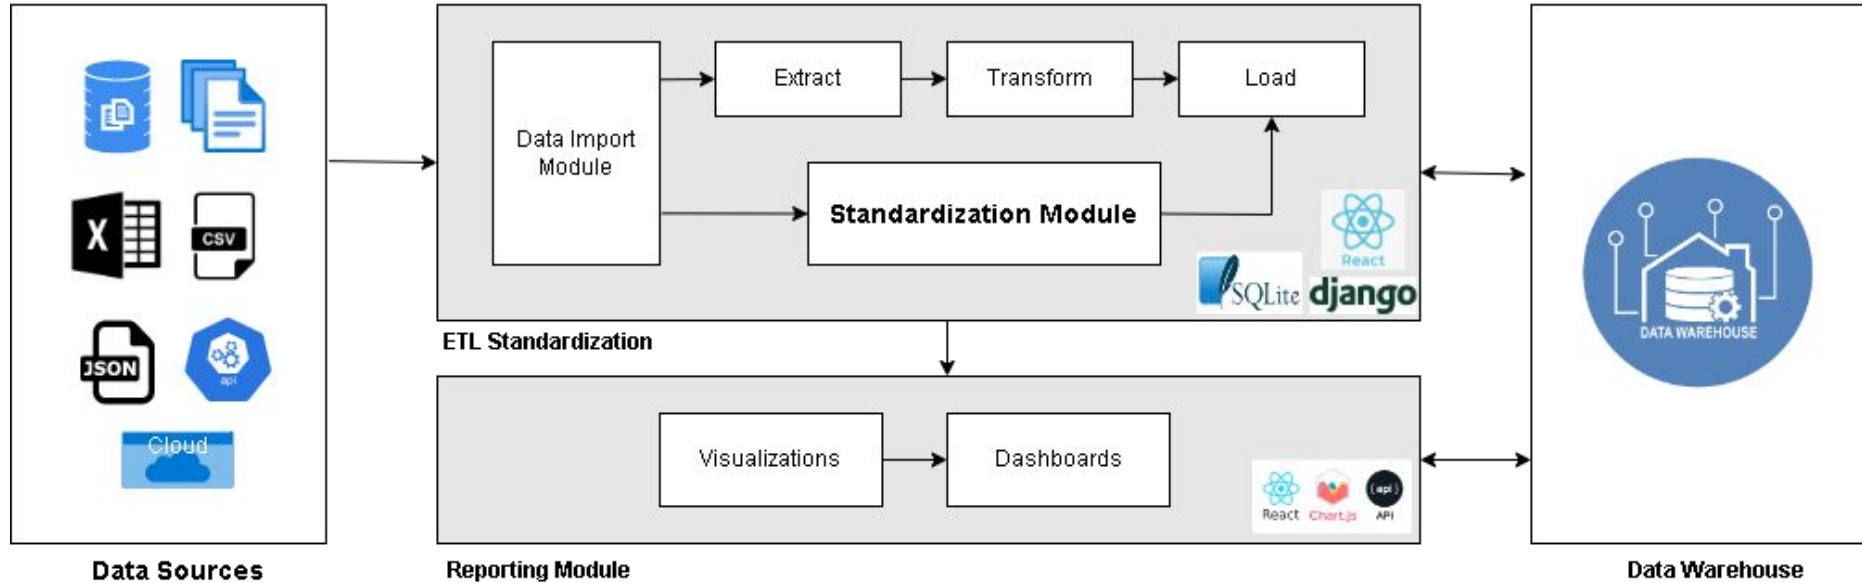 Extract
Transform
Load
Data Import
Module
Standardization Module
X
CSV
React
SQLite
django
DATA WAREHOUSE
ETL Standardization
JSON
api
Cloud
Visualizations
Dashboards
React
Chart.js
(api)
API
Data Sources
Reporting Module
Data Warehouse